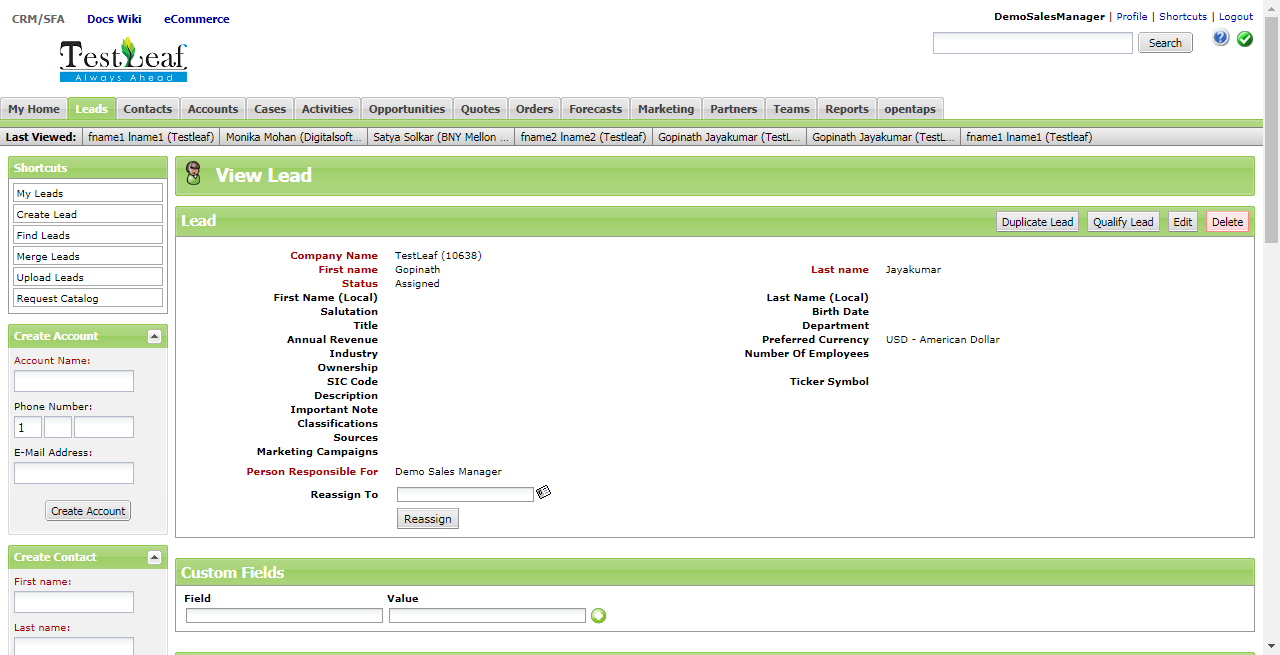 CRM/SFA Docs Wiki eCommerce
DemoSalesManager | Profile | Shortcuts | Logout
TestLeaf
Always Ahead
Search
My Home Leads Contacts Accounts Cases Activities Opportunities Quotes Orders Forecasts Marketing Partners Teams Reports opentaps
Last Viewed: fname1 lname1 (Testleaf) Monika Mohan (Digitalsoft... Satya Solkar (BNY Mellon ... fname2 lname2 (Testleaf) Gopinath Jayakumar (TestL... Gopinath Jayakumar (TestL... fname1 lname1 (Testleaf)
Shortcuts
My Leads
Create Lead
Find Leads
Merge Leads
Upload Leads
Request Catalog
Create Account
Account Name:
Phone Number:
1
E-Mail Address:
Create Account
Create Contact
First name:
Last name:
View Lead
Lead
Duplicate Lead Qualify Lead Edit Delete
Company Name TestLeaf (10638)
First name Gopinath Last name Jayakumar
Status Assigned
First Name (Local) Last Name (Local)
Salutation Birth Date
Title Department
Annual Revenue Preferred Currency USD - American Dollar
Industry Number Of Employees
Ownership
SIC Code Ticker Symbol
Description
Important Note
Classifications
Sources
Marketing Campaigns
Person Responsible For Demo Sales Manager
Reassign To
Reassign
Custom Fields
Field Value